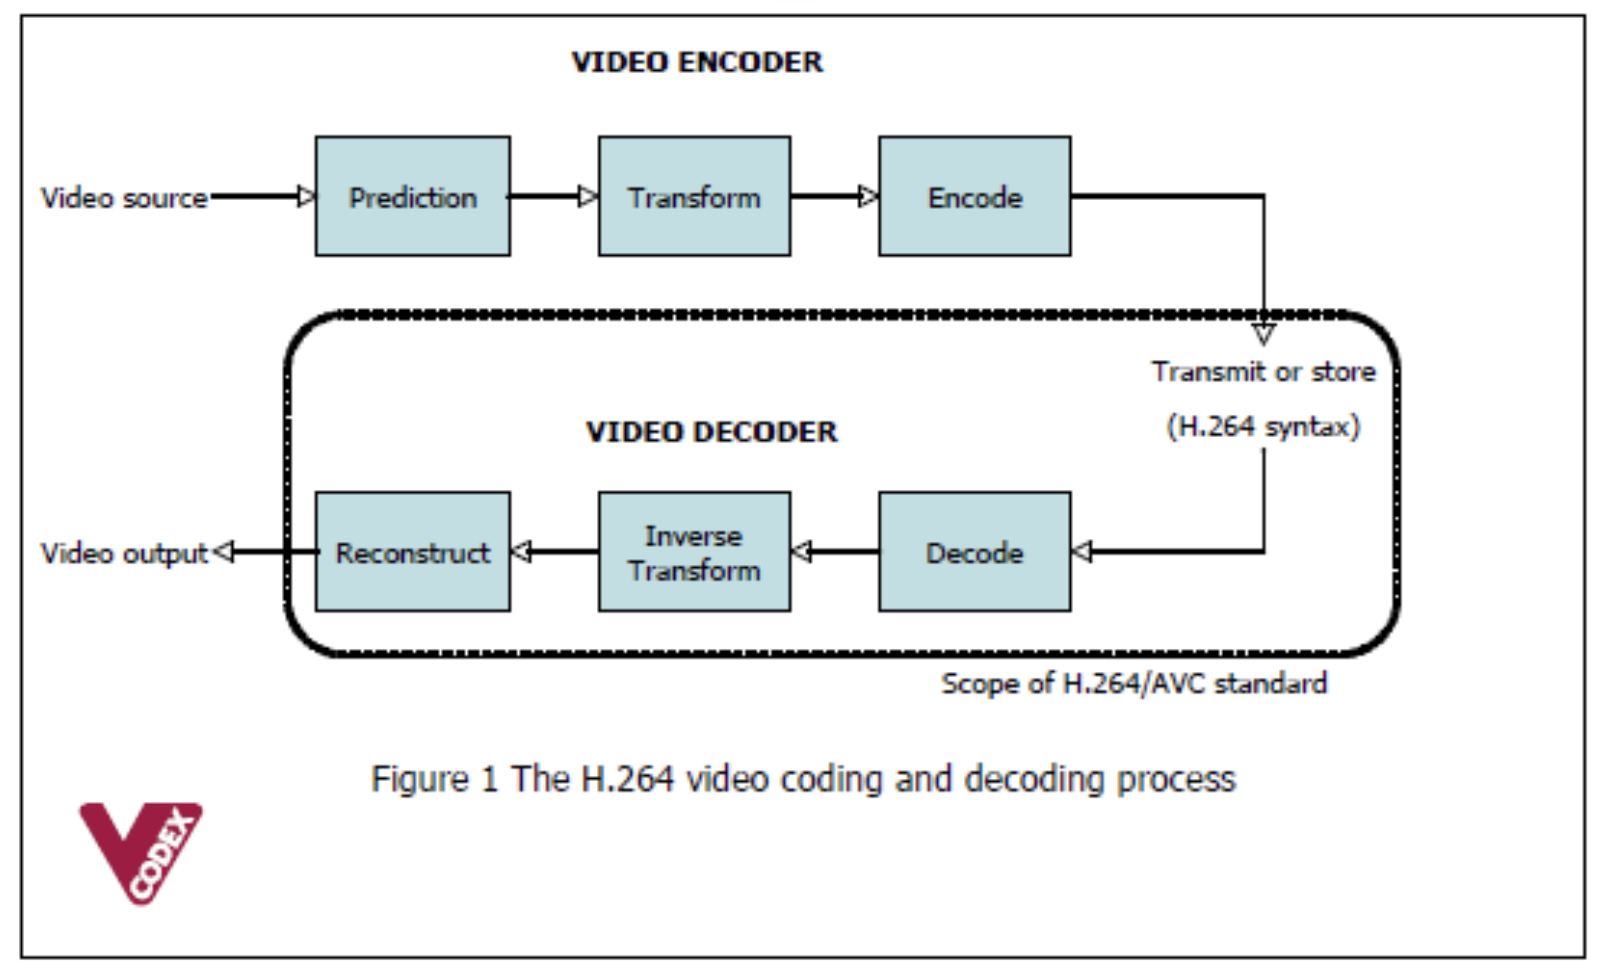 VIDEO ENCODER
Video source
Prediction
Transform
Encode
Transmit or store
(H.264 syntax)
VIDEO DECODER
Video output
Reconstruct
Inverse
Transform
Decode
Scope of H.264/AVC standard
Figure 1 The H.264 video coding and decoding process
VCODEX